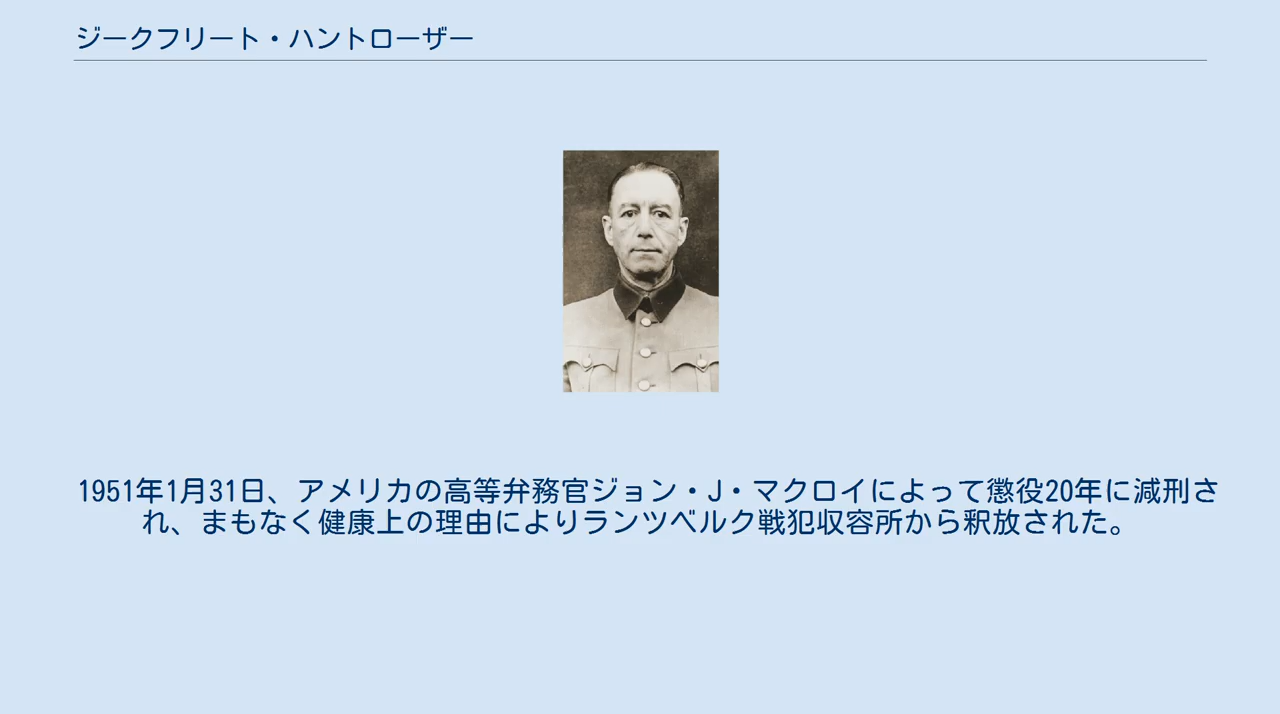 ジークフリート・ハントローザー
1951年1月31日、アメリカの高等弁務官ジョン・J・マクロイによって懲役20年に減刑さ
れ、まもなく健康上の理由によりランツベルク戦犯収容所から釈放された。